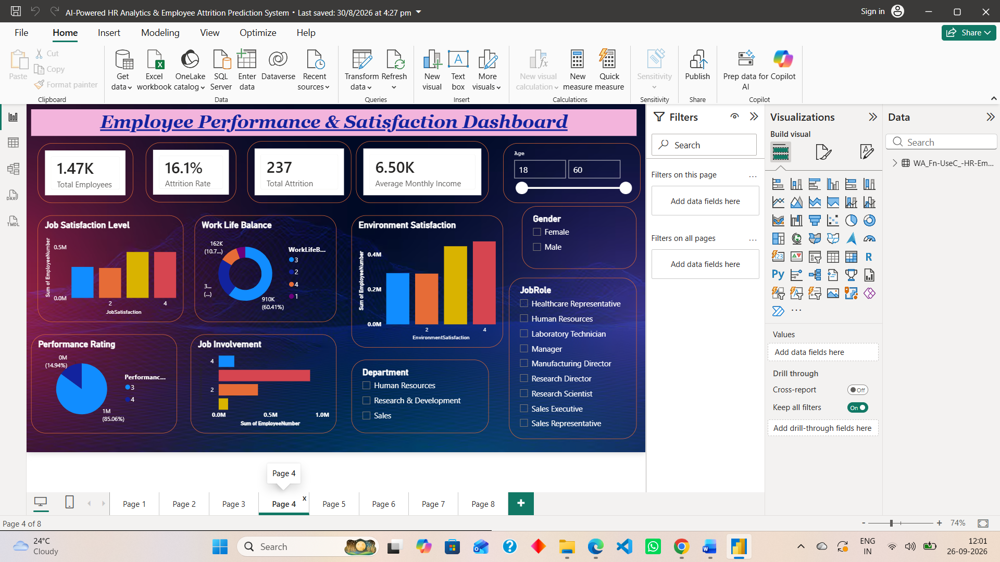 AI-Powered HR Analytics & Employee Attrition Prediction System • Last saved: 30/8/2026 at 4:27 pm
Sign in
File
Home
Insert
Modeling
View
Optimize
Help
Share
Paste
Cut
Copy
Format painter
Clipboard
Get data
Excel workbook
OneLake catalog
SQL Server
Enter data
Dataverse
Recent sources
Data
Transform data
Refresh
Queries
New visual
Text box
More visuals
Insert
New visual calculation
New measure
Quick measure
Calculations
Sensitivity
Sensitivity
Publish
Share
Prep data for AI
Copilot
Copilot
DAX
TMDL
Employee Performance & Satisfaction Dashboard
1.47K
Total Employees
16.1%
Attrition Rate
237
Total Attrition
6.50K
Average Monthly Income
Age
18
60
Job Satisfaction Level
Sum of EmployeeNumber
0.5M
0.0M
2
4
JobSatisfaction
Work Life Balance
162K
(10.7...)
3...
(...)
910K
(60.41%)
WorkLifeB...
3
2
4
1
Environment Satisfaction
Sum of EmployeeNumber
0.4M
0.2M
0.0M
2
4
EnvironmentSatisfaction
Gender
Female
Male
JobRole
Healthcare Representative
Human Resources
Laboratory Technician
Manager
Manufacturing Director
Research Director
Research Scientist
Sales Executive
Sales Representative
Performance Rating
0M
(14.94%)
1M
(85.06%)
Performanc...
3
4
Job Involvement
4
2
0.0M
0.5M
1.0M
Sum of EmployeeNumber
Department
Human Resources
Research & Development
Sales
Filters
Search
Filters on this page
...
Add data fields here
Filters on all pages
...
Add data fields here
Visualizations
Build visual
123
R
Py
...
Values
Add data fields here
Drill through
Cross-report
Off
Keep all filters
On
Add drill-through fields here
Data
Search
WA_Fn-UseC_-HR-Em...
Page 4
Page 1
Page 2
Page 3
Page 4
x
Page 5
Page 6
Page 7
Page 8
+
Page 4 of 8
-
+
74%
24°C
Cloudy
Search
ENG
IN
12:01
26-09-2026